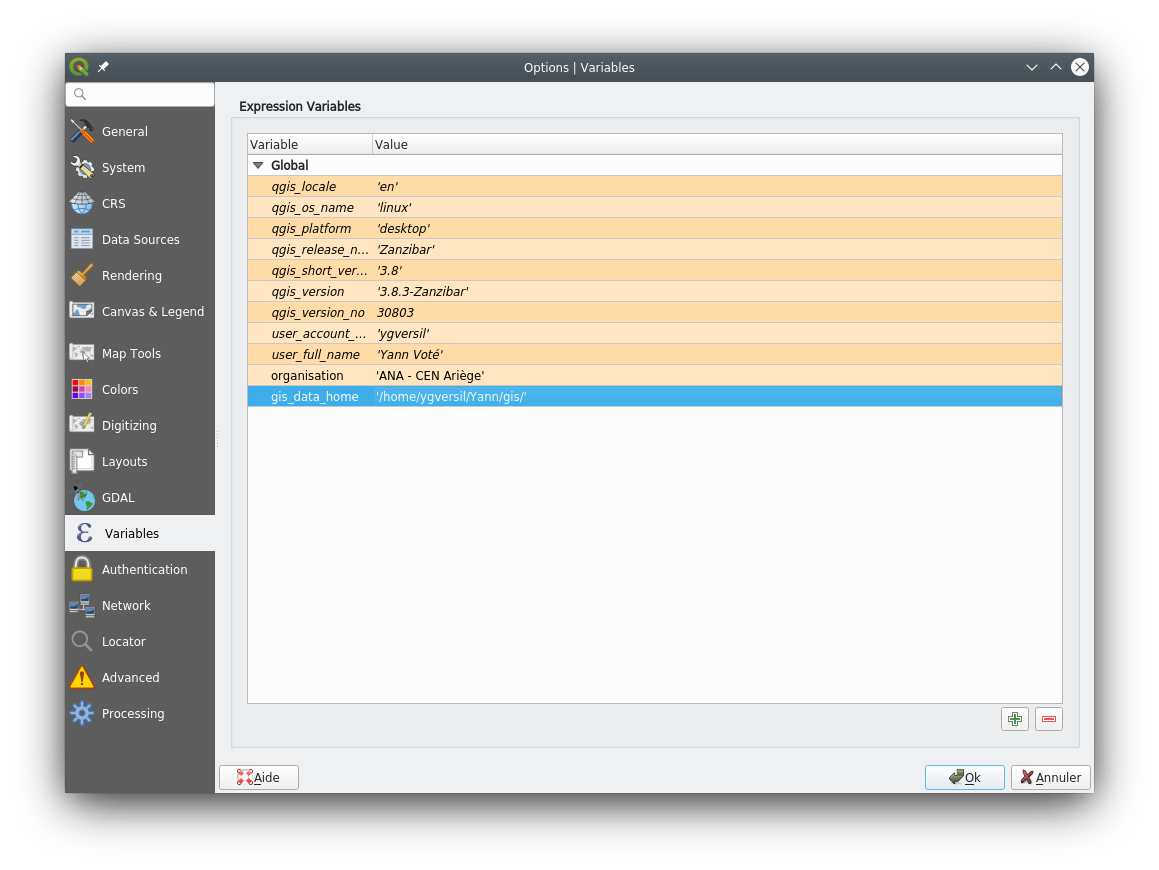 Options | Variables
General
System
CRS
Data Sources
Rendering
Canvas & Legend
Map Tools
Colors
Digitizing
Layouts
GDAL
Variables
Authentication
Network
Locator
Advanced
Processing
Expression Variables
Variable Value
Global
qgis_locale 'en'
qgis_os_name 'linux'
qgis_platform 'desktop'
qgis_release_n... 'Zanzibar'
qgis_short_ver... '3.8'
qgis_version '3.8.3-Zanzibar'
qgis_version_no 30803
user_account_... 'ygversil'
user_full_name 'Yann Voté'
organisation 'ANA - CEN Ariège'
gis_data_home '/home/ygversil/Yann/gis/'
Aide Ok Annuler